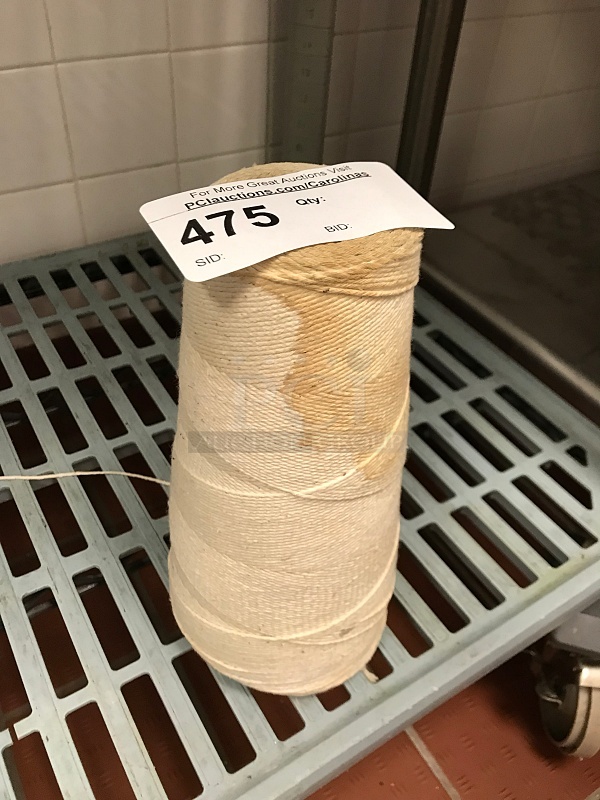 For More Great Auctions Visit
PCIauctions.com/Carolinas
475 Qty:
SID: BID: